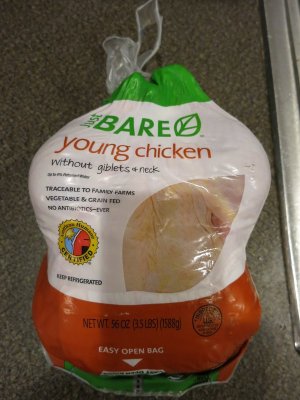 Just
BARE
young chicken
without giblets & neck
TRACEABLE TO FAMILY FARMS
VEGETABLE & GRAIN FED
NO ANTIBIOTICS-EVER
CERTIFIED
KEEP REFRIGERATED
NET WT. 56 OZ (3.5 LBS) (1588g)
EASY OPEN BAG